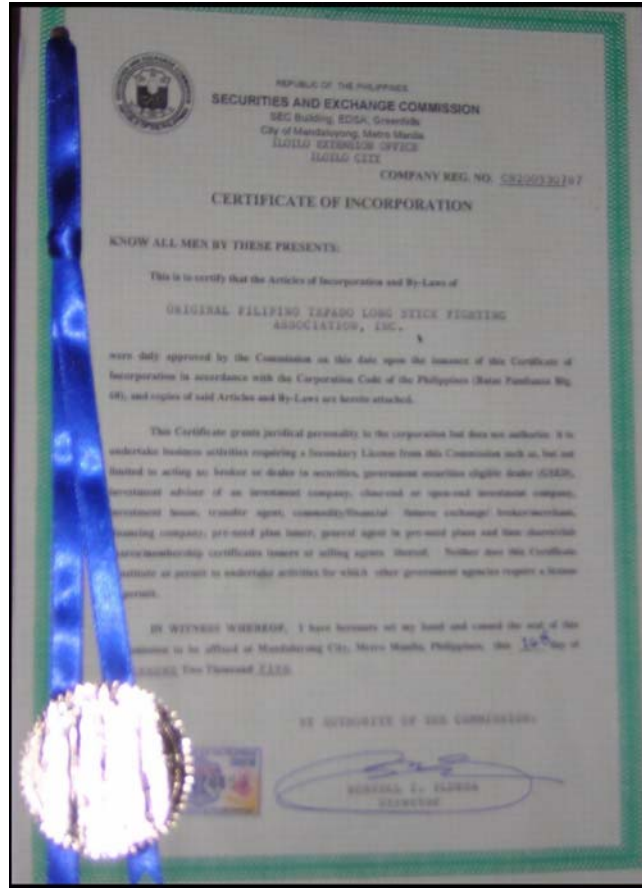 REPUBLIC OF THE PHILIPPINES
SECURITIES AND EXCHANGE COMMISSION
SEC Building, EDSA, Greenhills
City of Mandaluyong, Metro Manila
ILOILO EXTENSION OFFICE
ILOILO CITY
COMPANY REG. NO.
CERTIFICATE OF INCORPORATION
KNOW ALL MEN BY THESE PRESENTS:
This is to certify that the Articles of Incorporation and By-Laws of
ORIGINAL FILIPINO TAPADO LONG STICK FIGHTING
ASSOCIATION, INC.
were duly approved by the Commission on this date upon the issuance of this Certificate of
Incorporation in accordance with the Corporation Code of the Philippines (Batas Pambansa Blg.
68), and copies of said Articles and By-Laws are hereto attached.
This Certificate grants juridical personality to the corporation but does not authorize it to
undertake business activities requiring a Secondary License from this Commission such as, but not
limited to acting as: broker or dealer in securities, government securities eligible dealer (GSED),
investment adviser of an investment company, close-end or open-end investment company,
investment house, transfer agent, commodity/financial futures exchange/ broker/merchant,
financing company, pre-need plan issuer, general agent in pre-need plans and time shares/club
shares/membership certificates issuers or selling agents thereof. Neither does this Certificate
constitute as permit to undertake activities for which other government agencies require a license
permit.
IN WITNESS WHEREOF, I have hereunto set my hand and caused the seal of this
Commission to be affixed at Mandaluyong City, Metro Manila, Philippines, this day of
Two Thousand FIVE
BY AUTHORITY OF THE COMMISSION:
Director